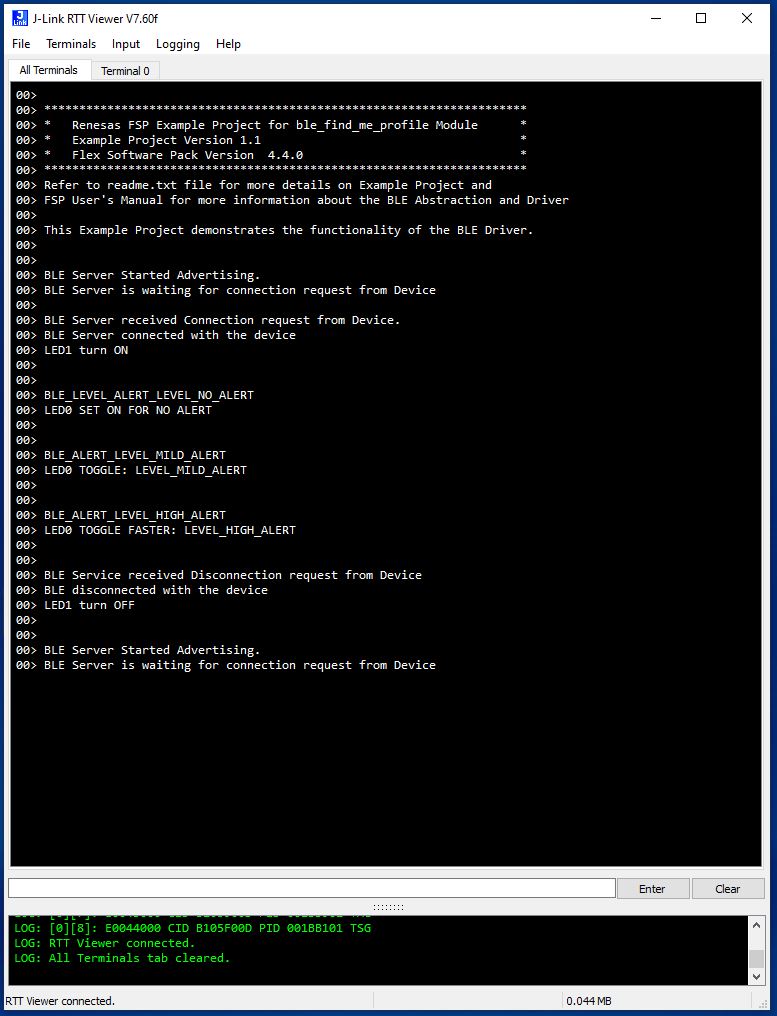 J-Link RTT Viewer V7.60f
File Terminals Input Logging Help
All Terminals Terminal 0
00>
00> *********************************************************************
00> *   Renesas FSP Example Project for ble_find_me_profile Module      *
00> *   Example Project Version 1.1                                     *
00> *   Flex Software Pack Version  4.4.0                               *
00> *********************************************************************
00> Refer to readme.txt file for more details on Example Project and
00> FSP User's Manual for more information about the BLE Abstraction and Driver
00>
00> This Example Project demonstrates the functionality of the BLE Driver.
00>
00>
00> BLE Server Started Advertising.
00> BLE Server is waiting for connection request from Device
00>
00> BLE Server received Connection request from Device.
00> BLE Server connected with the device
00> LED1 turn ON
00>
00>
00> BLE_LEVEL_ALERT_LEVEL_NO_ALERT
00> LED0 SET ON FOR NO ALERT
00>
00>
00> BLE_ALERT_LEVEL_MILD_ALERT
00> LED0 TOGGLE: LEVEL_MILD_ALERT
00>
00>
00> BLE_ALERT_LEVEL_HIGH_ALERT
00> LED0 TOGGLE FASTER: LEVEL_HIGH_ALERT
00>
00>
00> BLE Service received Disconnection request from Device
00> BLE disconnected with the device
00> LED1 turn OFF
00>
00>
00> BLE Server Started Advertising.
00> BLE Server is waiting for connection request from Device
Enter Clear
LOG: [0][8]: E0044000 CID B105F00D PID 001BB101 TSG
LOG: RTT Viewer connected.
LOG: All Terminals tab cleared.
RTT Viewer connected. 0.044 MB